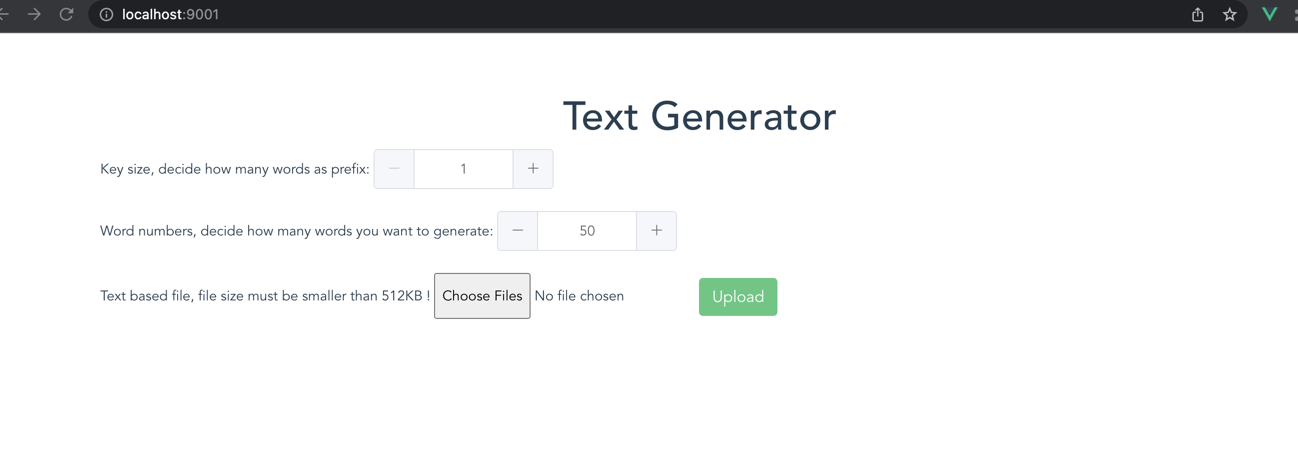 localhost:9001
Text Generator
Key size, decide how many words as prefix: − 1 +
Word numbers, decide how many words you want to generate: − 50 +
Text based file, file size must be smaller than 512KB ! Choose Files No file chosen Upload